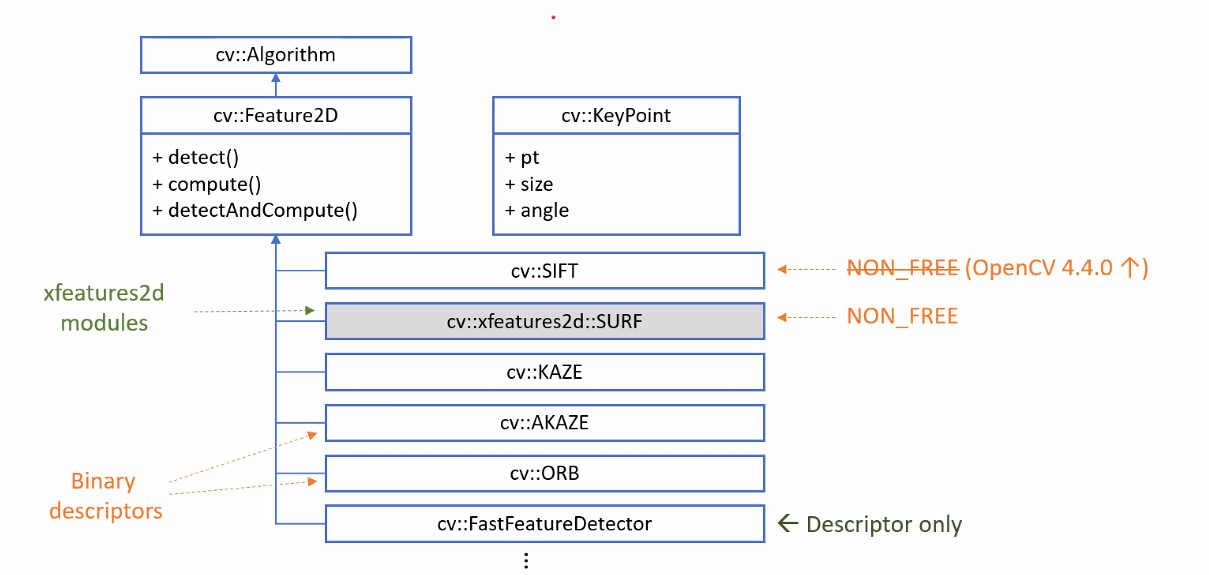 cv::Algorithm
cv::Feature2D
+ detect()
+ compute()
+ detectAndCompute()
cv::KeyPoint
+ pt
+ size
+ angle
cv::SIFT
NON_FREE (OpenCV 4.4.0 ↑)
xfeatures2d
modules
cv::xfeatures2d::SURF
NON_FREE
cv::KAZE
cv::AKAZE
Binary
descriptors
cv::ORB
cv::FastFeatureDetector
← Descriptor only
⋮